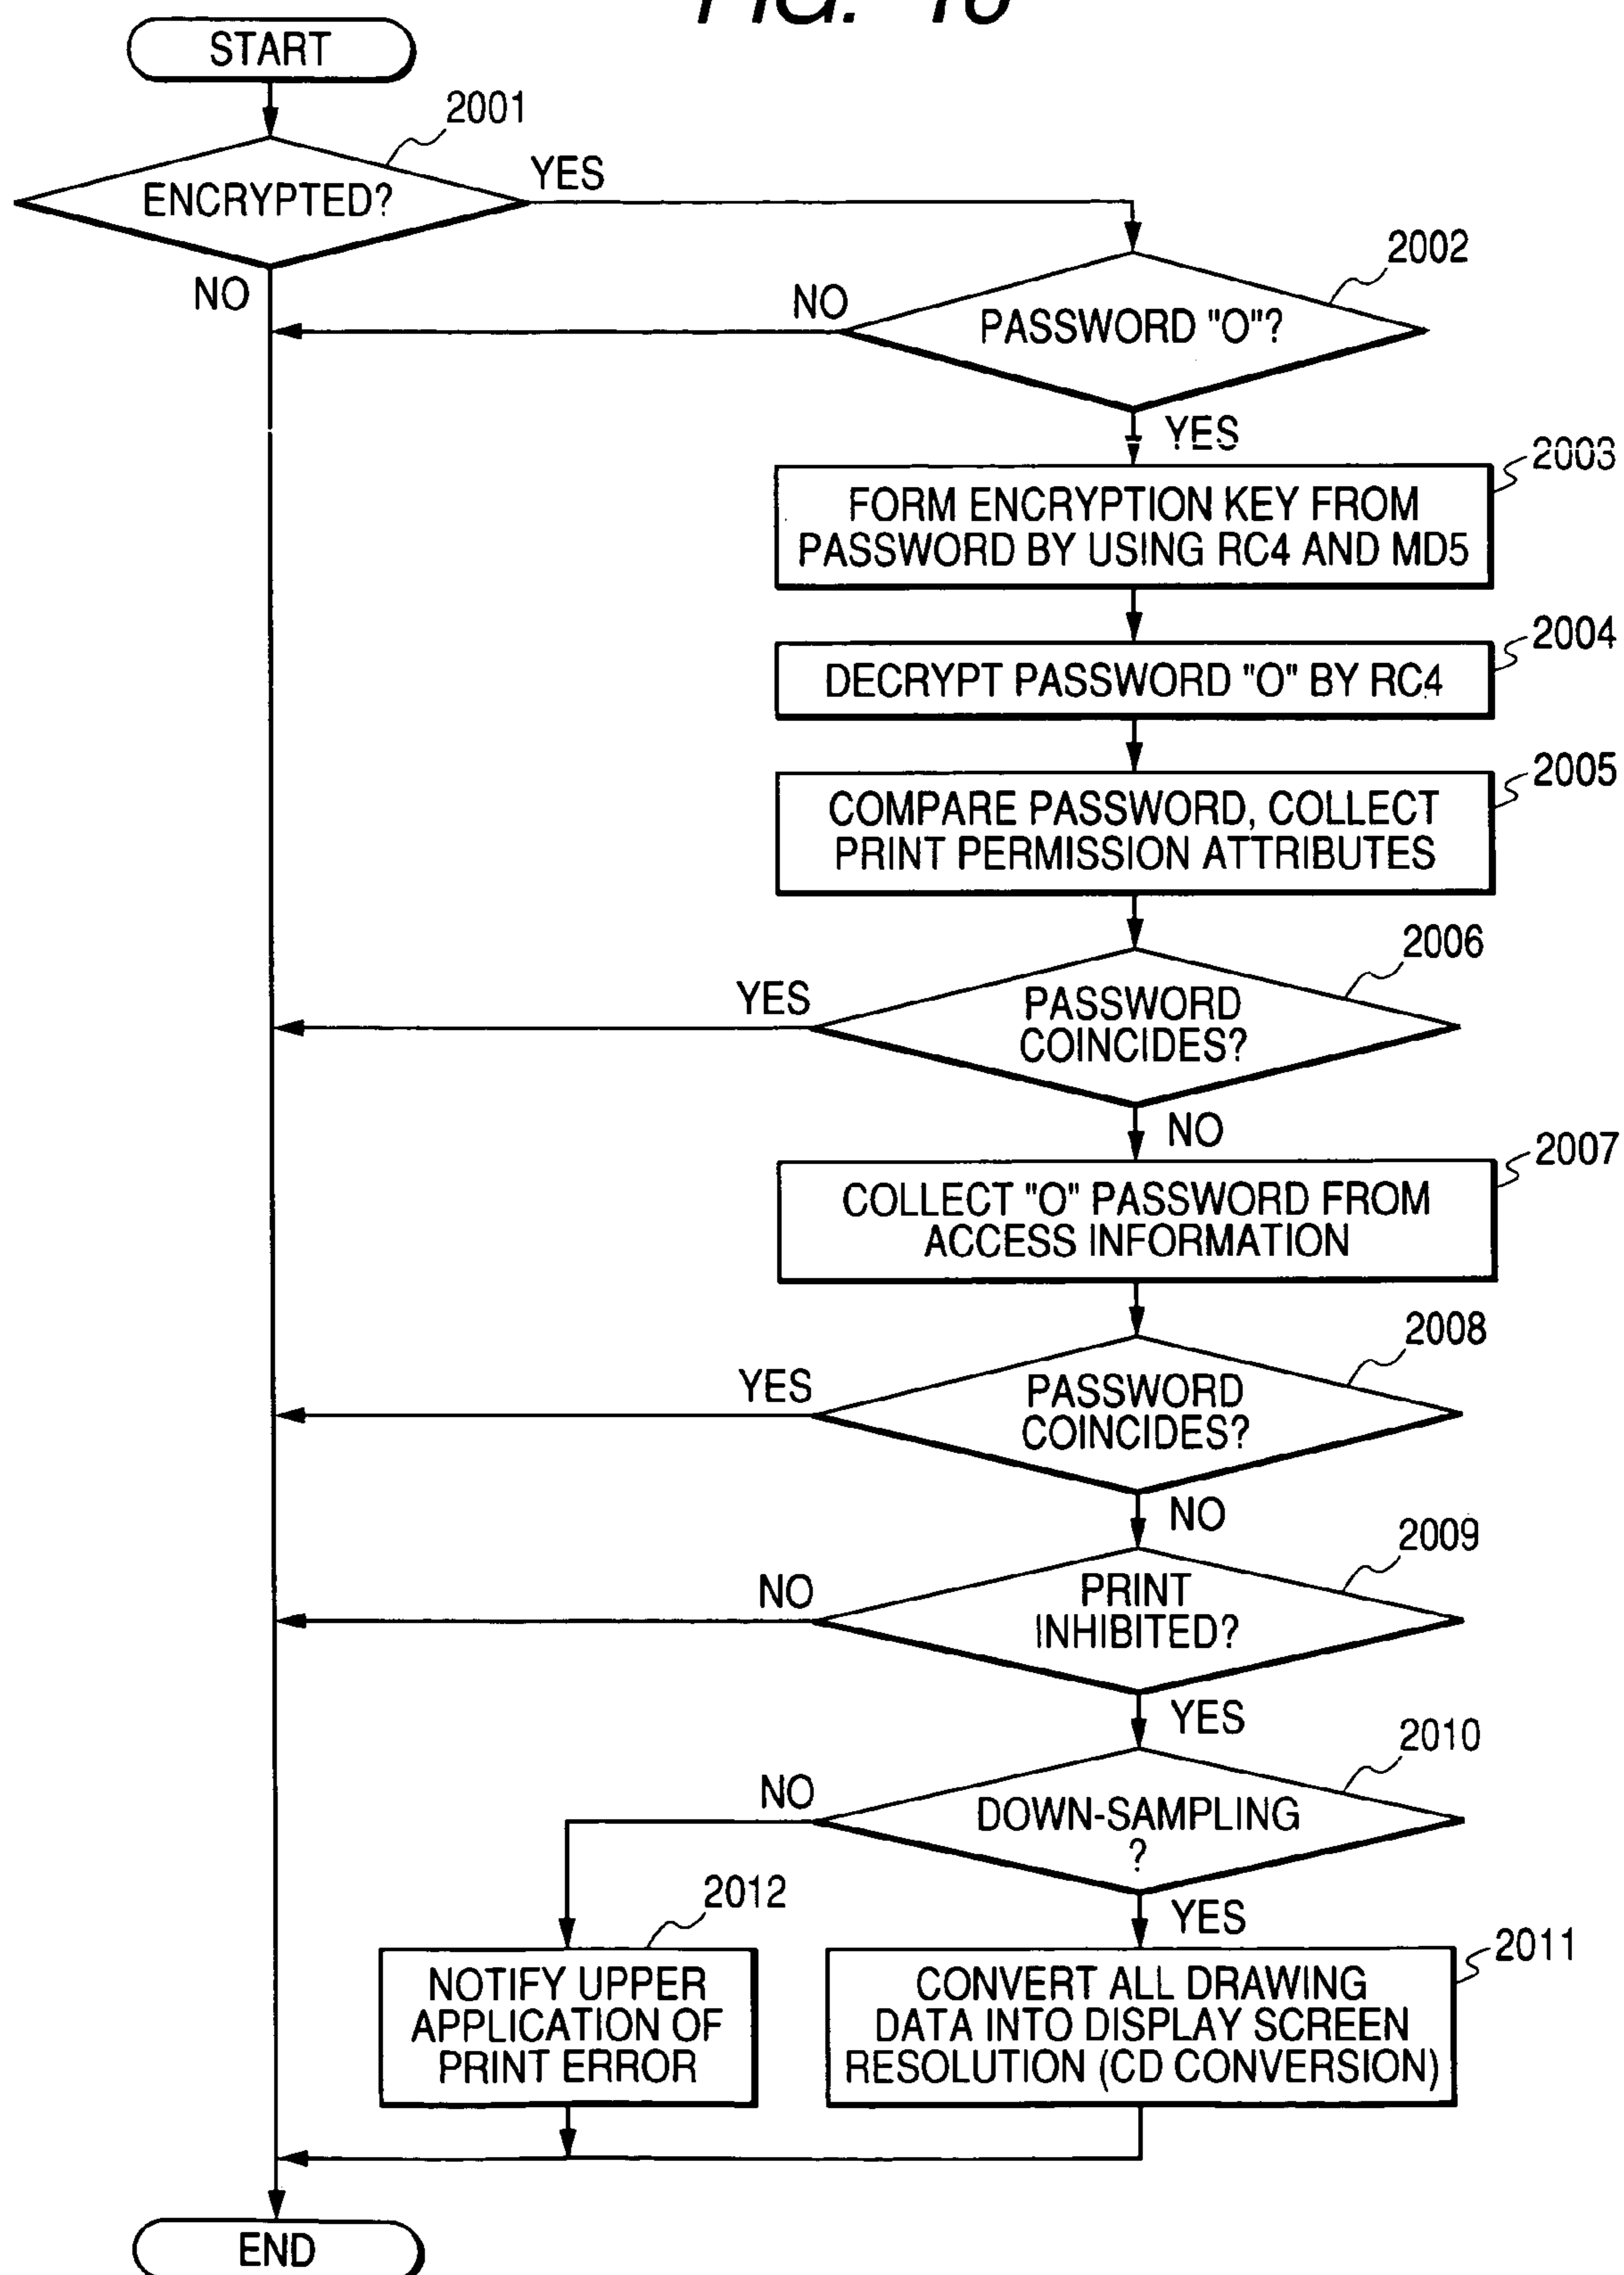 FIG.
START
2001
ENCRYPTED?
YES
NO
2002
PASSWORD "O"?
NO
YES
2003
FORM ENCRYPTION KEY FROM
PASSWORD BY USING RC4 AND MD5
2004
DECRYPT PASSWORD "O" BY RC4
2005
COMPARE PASSWORD, COLLECT
PRINT PERMISSION ATTRIBUTES
2006
YES
PASSWORD
COINCIDES?
NO
2007
COLLECT "O" PASSWORD FROM
ACCESS INFORMATION
2008
YES
PASSWORD
COINCIDES?
NO
2009
NO
PRINT
INHIBITED?
YES
2010
NO
DOWN-SAMPLING
?
YES
2012
NOTIFY UPPER
APPLICATION OF
PRINT ERROR
2011
CONVERT ALL DRAWING
DATA INTO DISPLAY SCREEN
RESOLUTION (CD CONVERSION)
END